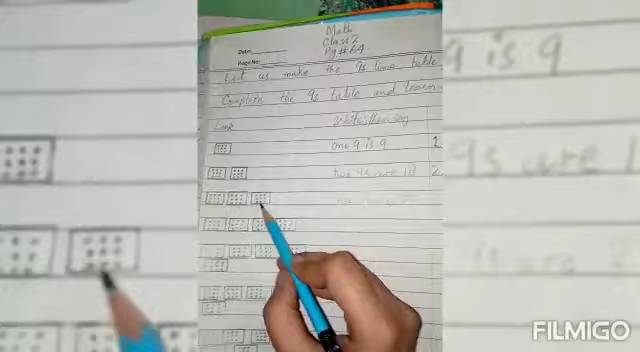 Math
Class 2
Pg # 64
Date:
Page No:
Let us make the 9s time table
Complete the 9s table and learn
Look
Write, then say
one 9 is 9 1
two 9s are 18 2
9 is 9
9s are 1
FILMIGO